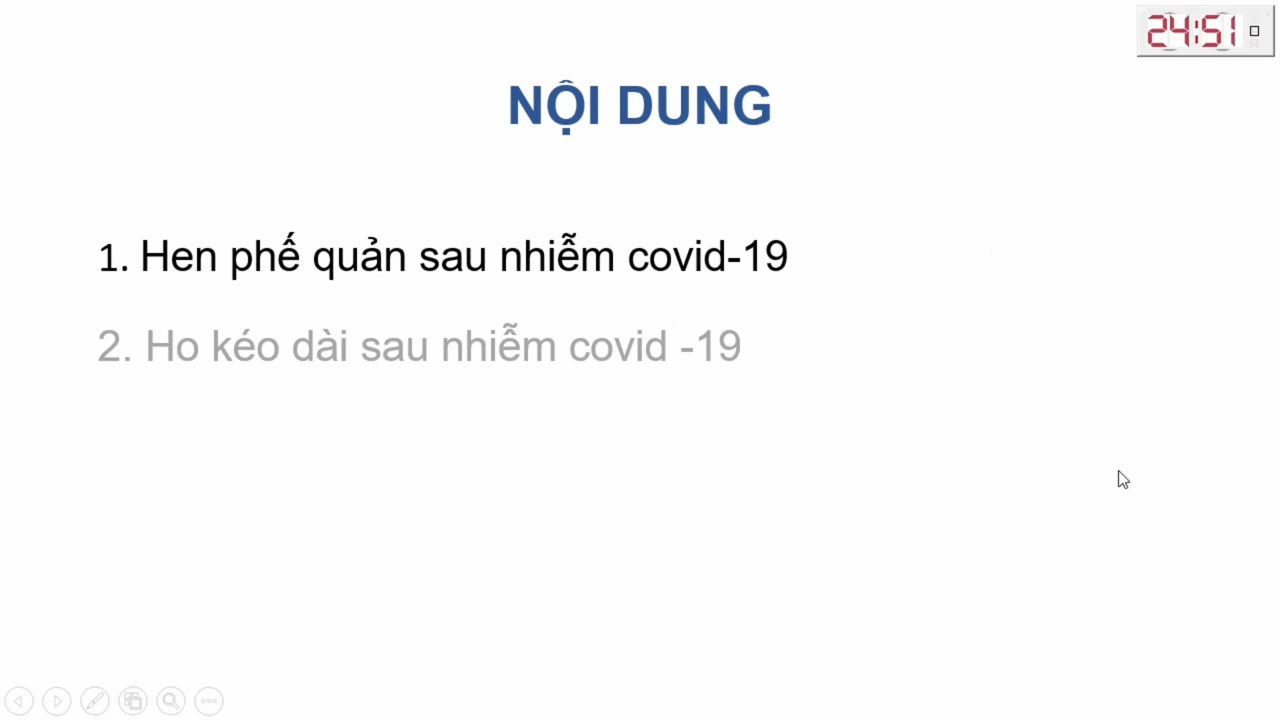 24:51
NỘI DUNG
1. Hen phế quản sau nhiễm covid-19
2. Ho kéo dài sau nhiễm covid -19